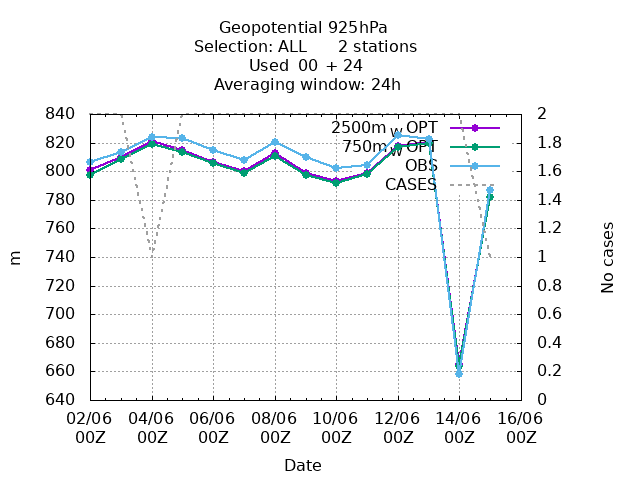 Geopotential 925hPa
Selection: ALL 2 stations
Used 00 + 24
Averaging window: 24h
840
820
800
780
760
740
720
700
680
660
640
2
1.8
1.6
1.4
1.2
1
0.8
0.6
0.4
0.2
0
m
No cases
2500m w OPT
750m w OPT
OBS
CASES
02/06 04/06 06/06 08/06 10/06 12/06 14/06 16/06
00Z 00Z 00Z 00Z 00Z 00Z 00Z 00Z
Date